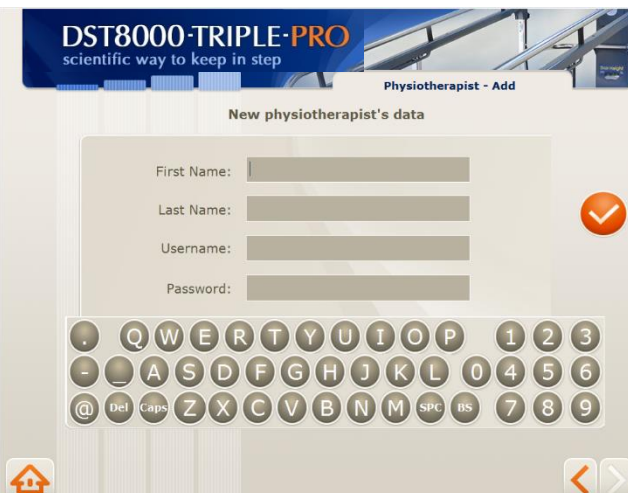 DST8000-TRIPLE-PRO
scientific way to keep in step
Physiotherapist - Add
New physiotherapist's data
First Name:
Last Name:
Username:
Password:
. Q W E R T Y U I O P 1 2 3
- _ A S D F G H J K L 0 4 5 6
@ Del Caps Z X C V B N M SPC BS 7 8 9